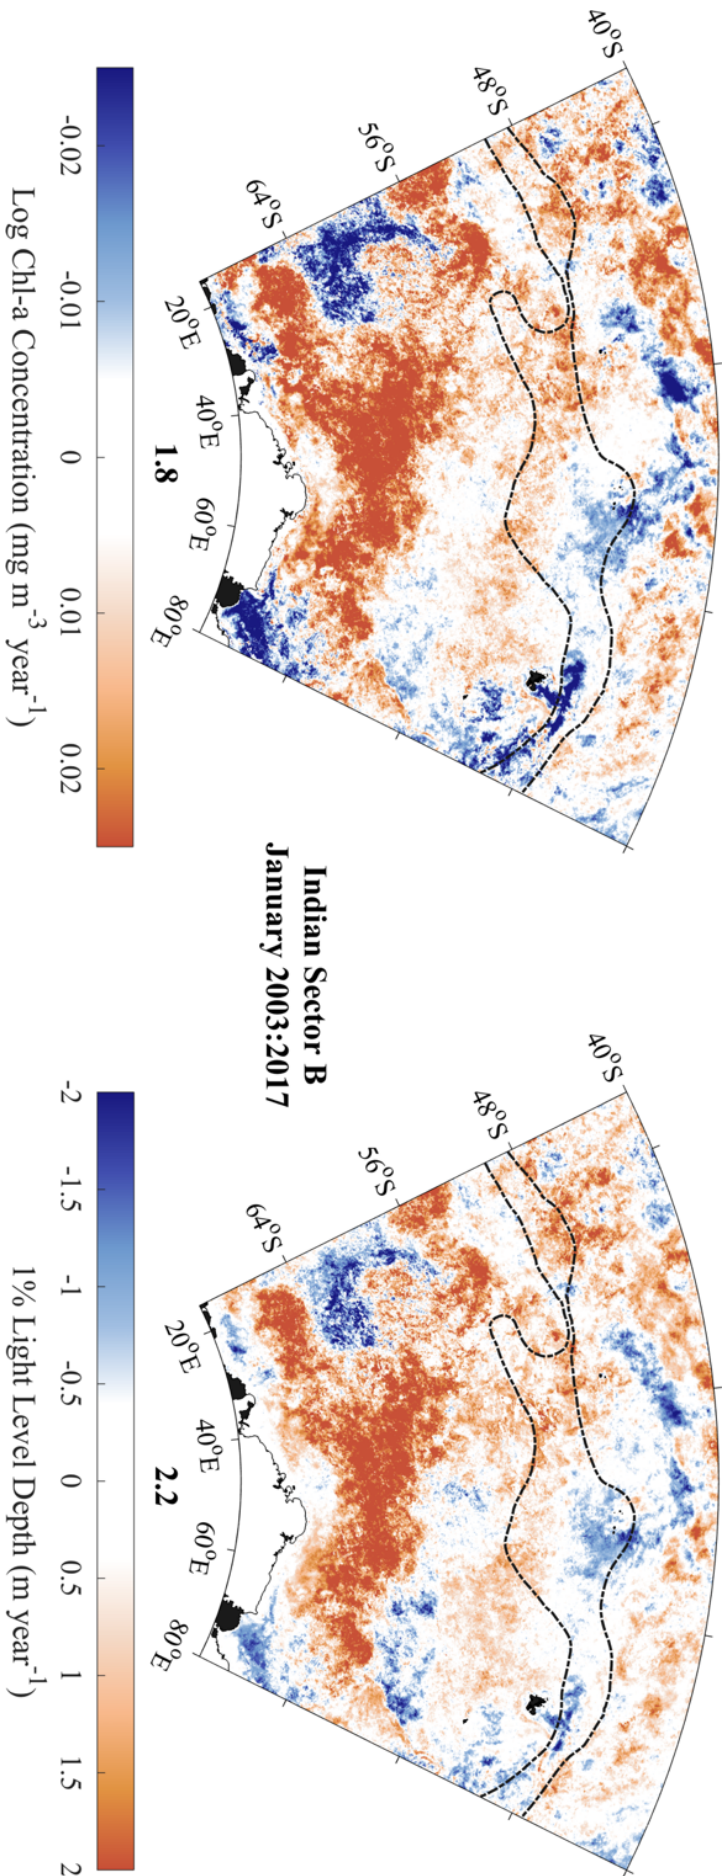 40°S
48°S
56°S
64°S
20°E
40°E
60°E
80°E
1.8
-0.02
-0.01
0
0.01
0.02
Log Chl-a Concentration (mg m⁻³ year⁻¹)
Indian Sector B
January 2003:2017
40°S
48°S
56°S
64°S
20°E
40°E
60°E
80°E
2.2
-2
-1.5
-1
-0.5
0
0.5
1
1.5
2
1% Light Level Depth (m year⁻¹)